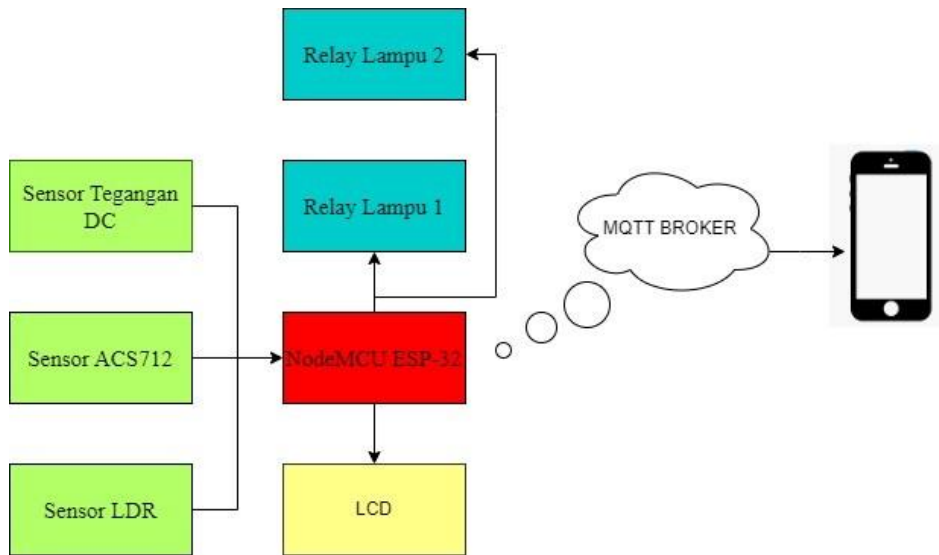 Relay Lampu 2
Sensor Tegangan
DC
Relay Lampu 1
MQTT BROKER
Sensor ACS712
NodeMCU ESP-32
Sensor LDR
LCD